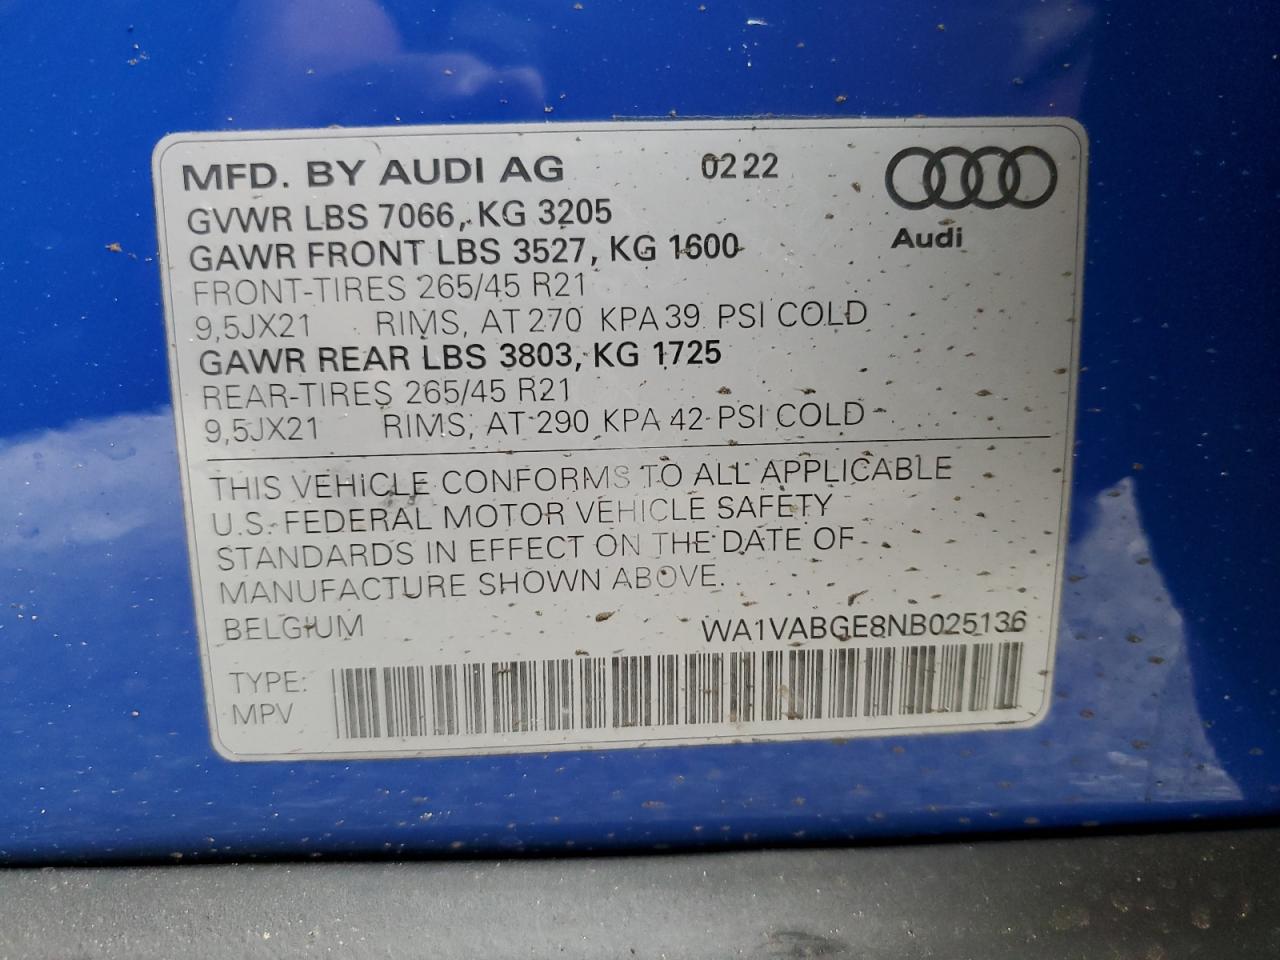 MFD. BY AUDI AG 02 22
GVWR LBS 7066, KG 3205
Audi
GAWR FRONT LBS 3527, KG 1600
FRONT-TIRES 265/45 R21
9,5JX21 RIMS, AT 270 KPA 39 PSI COLD
GAWR REAR LBS 3803, KG 1725
REAR-TIRES 265/45 R21
9,5JX21 RIMS, AT 290 KPA 42 PSI COLD
THIS VEHICLE CONFORMS TO ALL APPLICABLE
U.S. FEDERAL MOTOR VEHICLE SAFETY
STANDARDS IN EFFECT ON THE DATE OF
MANUFACTURE SHOWN ABOVE.
BELGIUM WA1VABGE8NB025136
TYPE:
MPV